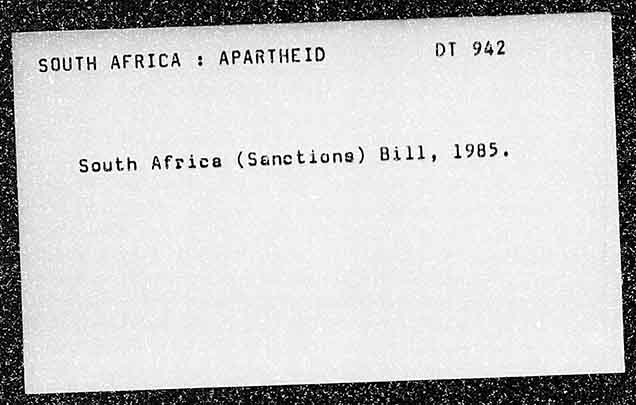 SOUTH AFRICA : APARTHEID DT 942
South Africa (Sanctions) Bill, 1985.